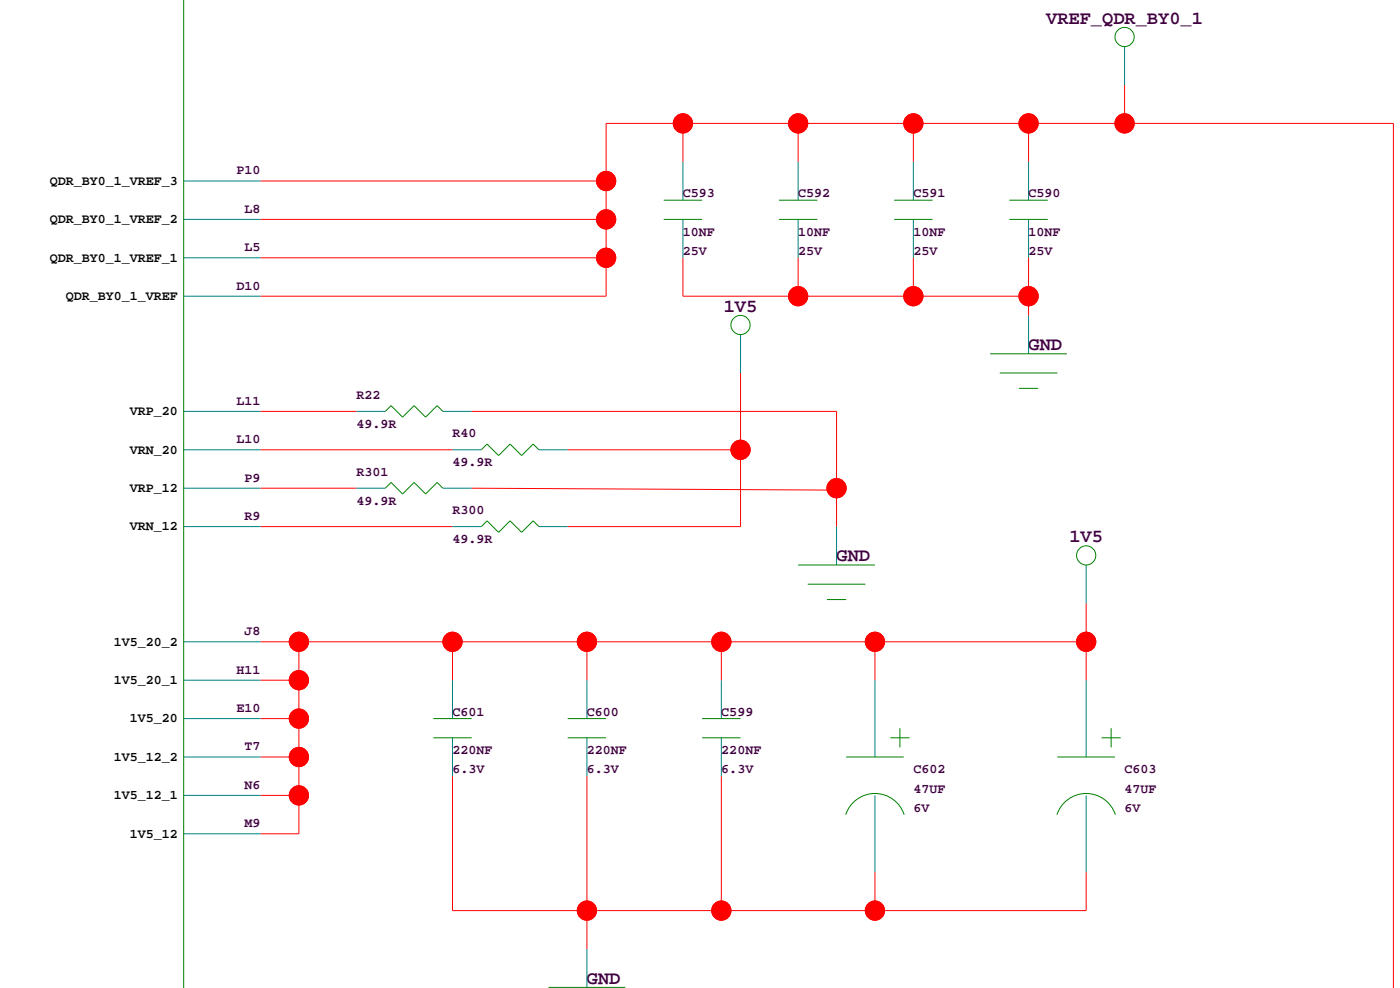 VREF_QDR_BY0_1
QDR_BY0_1_VREF_3 P10
QDR_BY0_1_VREF_2 L8
QDR_BY0_1_VREF_1 L5
QDR_BY0_1_VREF D10
C593 C592 C591 C590
10NF 10NF 10NF 10NF
25V 25V 25V 25V
1V5
GND
VRP_20 L11 R22
49.9R
VRN_20 L10 R40
49.9R
VRP_12 P9 R301
49.9R
VRN_12 R9 R300
49.9R
GND
1V5
1V5_20_2 J8
1V5_20_1 H11
1V5_20 E10
1V5_12_2 T7
1V5_12_1 N6
1V5_12 M9
C601 C600 C599
220NF 220NF 220NF
6.3V 6.3V 6.3V
C602 C603
47UF 47UF
6V 6V
GND